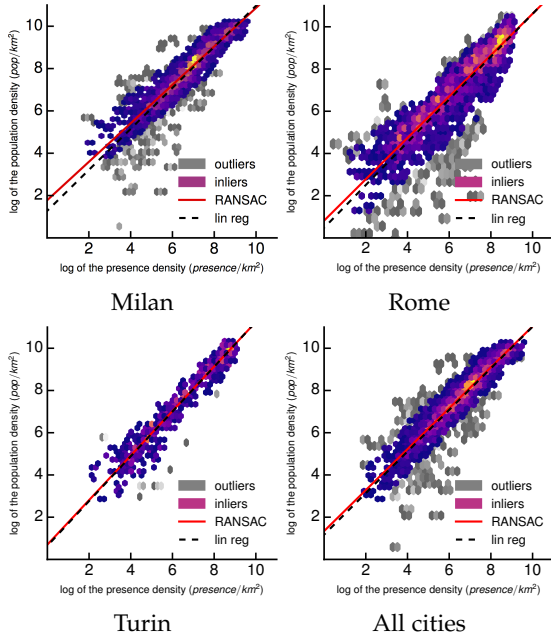 log of the population density (pop/km²)
10
8
6
4
2
outliers
inliers
RANSAC
lin reg
2 4 6 8 10
log of the presence density (presence/km²)
Milan
log of the population density (pop/km²)
10
8
6
4
2
outliers
inliers
RANSAC
lin reg
2 4 6 8 10
log of the presence density (presence/km²)
Rome
log of the population density (pop/km²)
10
8
6
4
2
outliers
inliers
RANSAC
lin reg
2 4 6 8 10
log of the presence density (presence/km²)
Turin
log of the population density (pop/km²)
10
8
6
4
2
outliers
inliers
RANSAC
lin reg
2 4 6 8 10
log of the presence density (presence/km²)
All cities